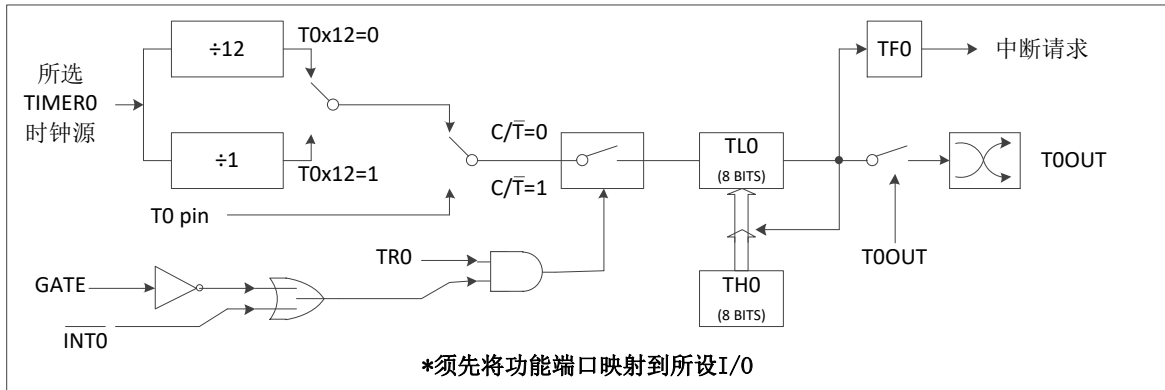 ÷12
T0x12=0
所选
TIMER0
时钟源
÷1
T0x12=1
C/T̅=0
C/T̅=1
T0 pin
TR0
GATE
I̅N̅T̅0̅
TL0
(8 BITS)
TH0
(8 BITS)
TF0
中断请求
T0OUT
T0OUT
*须先将功能端口映射到所设I/O